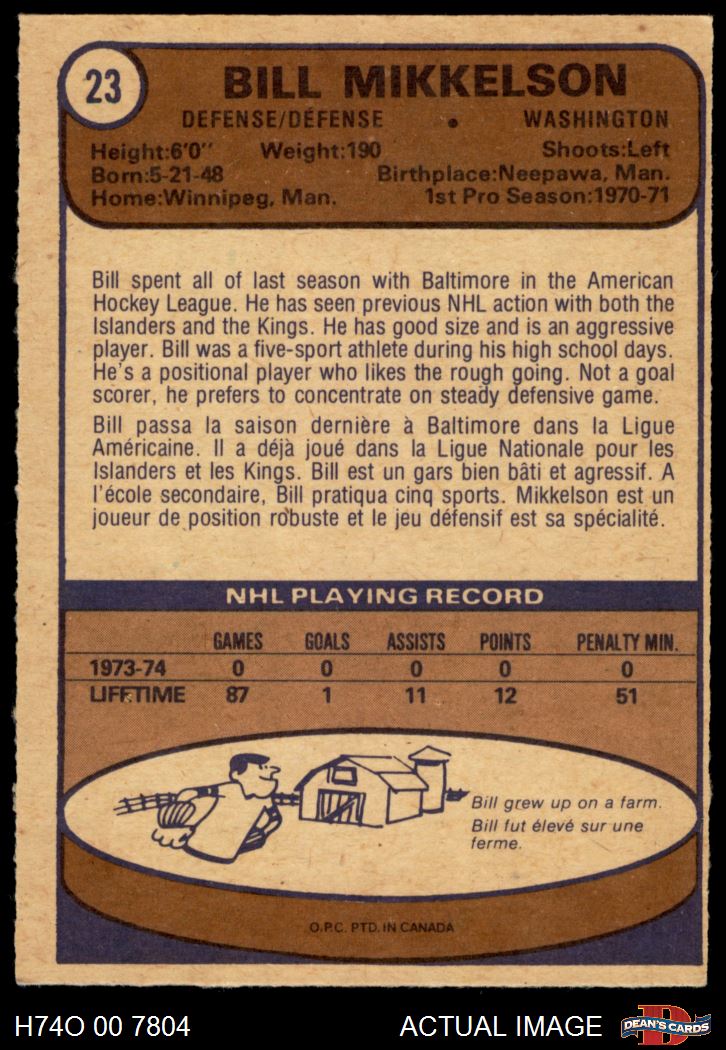 23
BILL MIKKELSON
DEFENSE/DÉFENSE • WASHINGTON
Height:6'0" Weight:190 Shoots:Left
Born:5-21-48 Birthplace:Neepawa, Man.
Home:Winnipeg, Man. 1st Pro Season:1970-71
Bill spent all of last season with Baltimore in the American
Hockey League. He has seen previous NHL action with both the
Islanders and the Kings. He has good size and is an aggressive
player. Bill was a five-sport athlete during his high school days.
He's a positional player who likes the rough going. Not a goal
scorer, he prefers to concentrate on steady defensive game.
Bill passa la saison dernière à Baltimore dans la Ligue
Américaine. Il a déjà joué dans la Ligue Nationale pour les
Islanders et les Kings. Bill est un gars bien bâti et agressif. A
l'école secondaire, Bill pratiqua cinq sports. Mikkelson est un
joueur de position robuste et le jeu défensif est sa spécialité.
NHL PLAYING RECORD
GAMES GOALS ASSISTS POINTS PENALTY MIN.
1973-74 0 0 0 0 0
LIFETIME 87 1 11 12 51
Bill grew up on a farm.
Bill fut élevé sur une
ferme.
O.P.C. PTD. IN CANADA
H74O 00 7804 ACTUAL IMAGE
D
DEAN'S CARDS